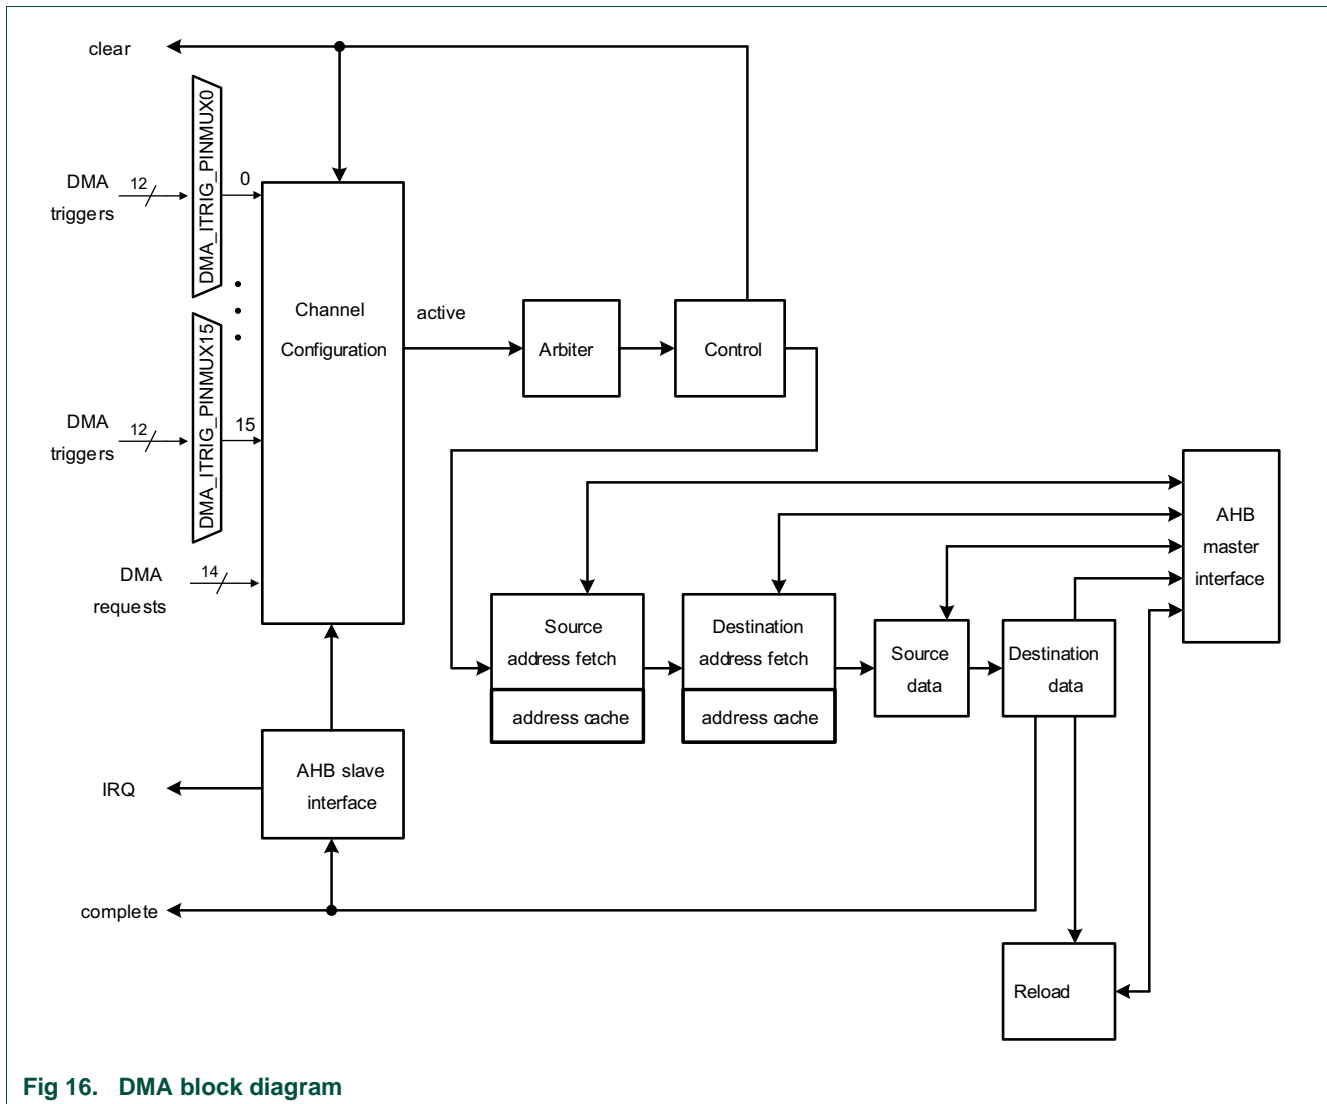 clear
DMA_ITRIG_PINMUX0
DMA
triggers
12
0
Channel
Configuration
active
Arbiter
Control
DMA_ITRIG_PINMUX15
DMA
triggers
12
15
DMA
requests
14
AHB
master
interface
Source
address fetch
address cache
Destination
address fetch
address cache
Source
data
Destination
data
AHB slave
interface
IRQ
complete
Reload
Fig 16. DMA block diagram